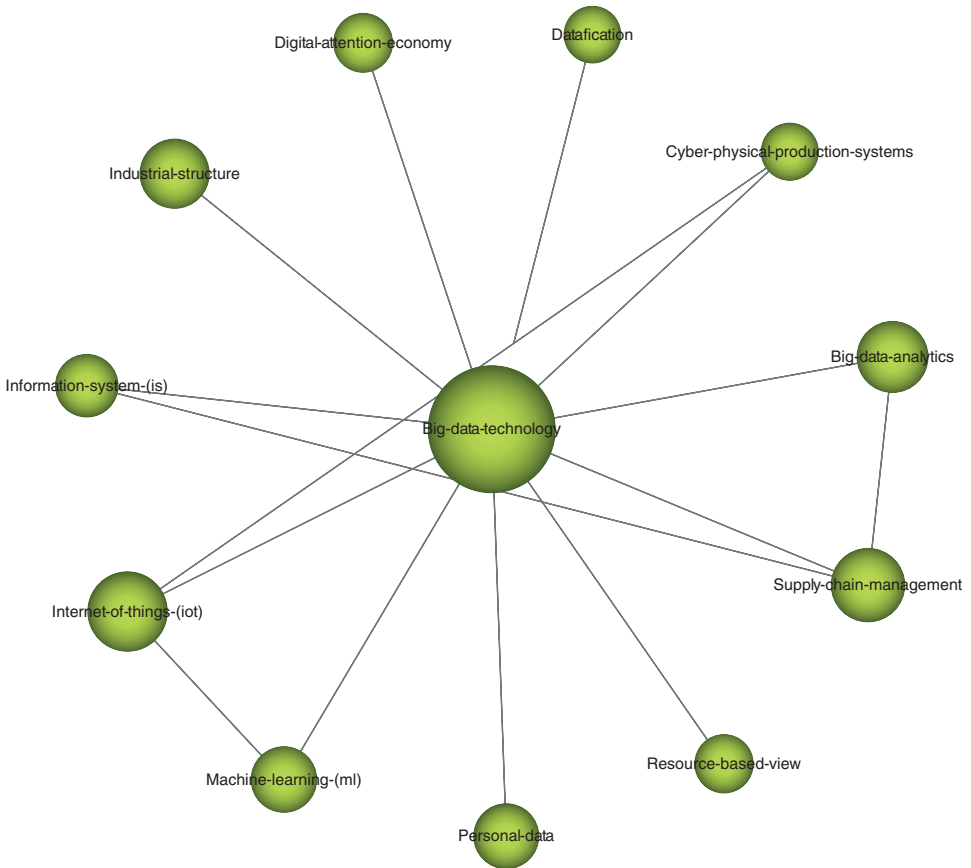 Datafication
Digital-attention-economy
Cyber-physical-production-systems
Industrial-structure
Big-data-analytics
Information-system-(is)
Big-data-technology
Supply-chain-management
Internet-of-things-(iot)
Resource-based-view
Machine-learning-(ml)
Personal-data